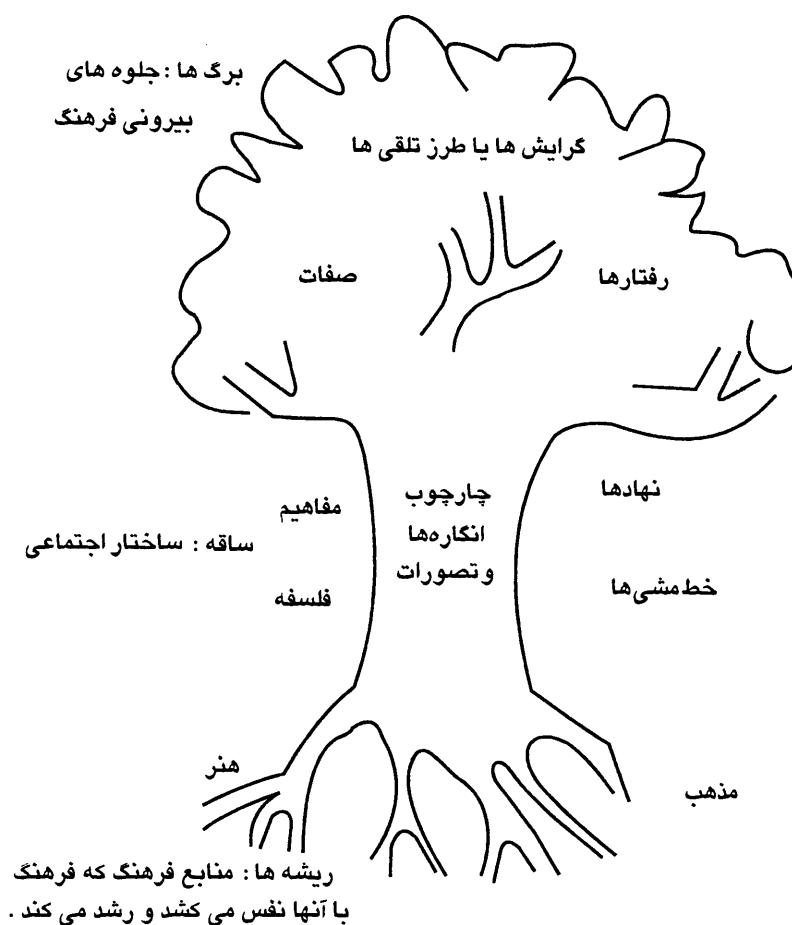 برگ ها : جلوه های
بیرونی فرهنگ
گرایش ها یا طرز تلقی ها
رفتارها
صفات
نهادها
چارچوب
انگاره‌ها
و تصورات
مفاهیم
ساقه : ساختار اجتماعی
خط‌مشی‌ها
فلسفه
هنر
مذهب
ریشه ها : منابع فرهنگ که فرهنگ
با آنها نفس می کشد و رشد می کند .